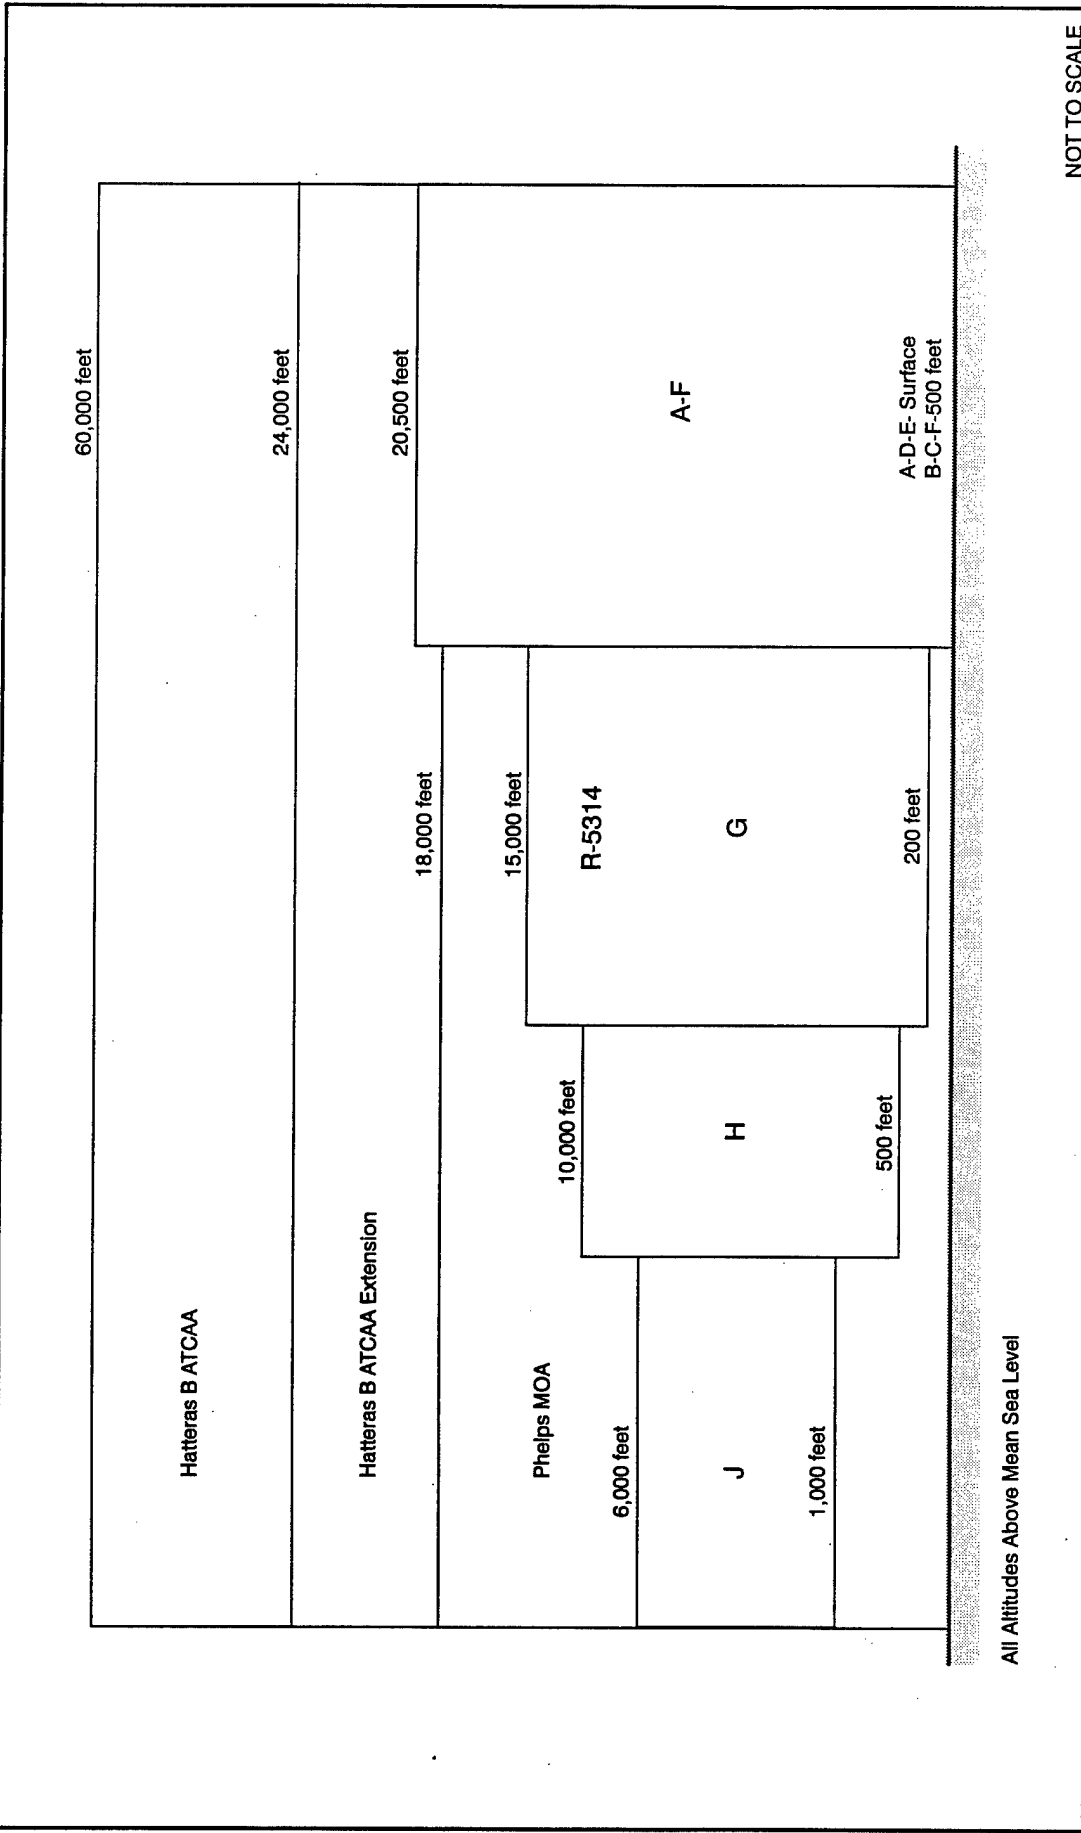 60,000 feet
Hatteras B ATCAA
24,000 feet
Hatteras B ATCAA Extension
20,500 feet
18,000 feet
Phelps MOA
15,000 feet
10,000 feet
R-5314
6,000 feet
J
H
G
A-F
1,000 feet
500 feet
200 feet
A-D-E- Surface
B-C-F-500 feet
All Altitudes Above Mean Sea Level
NOT TO SCALE